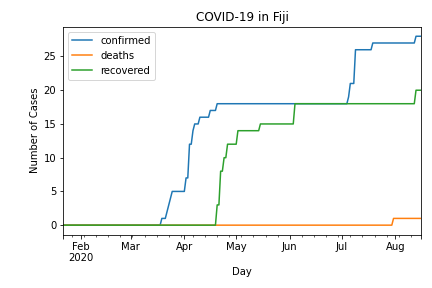 COVID-19 in Fiji
confirmed
deaths
recovered
Number of Cases
25
20
15
10
5
0
Feb
2020
Mar
Apr
May
Jun
Jul
Aug
Day